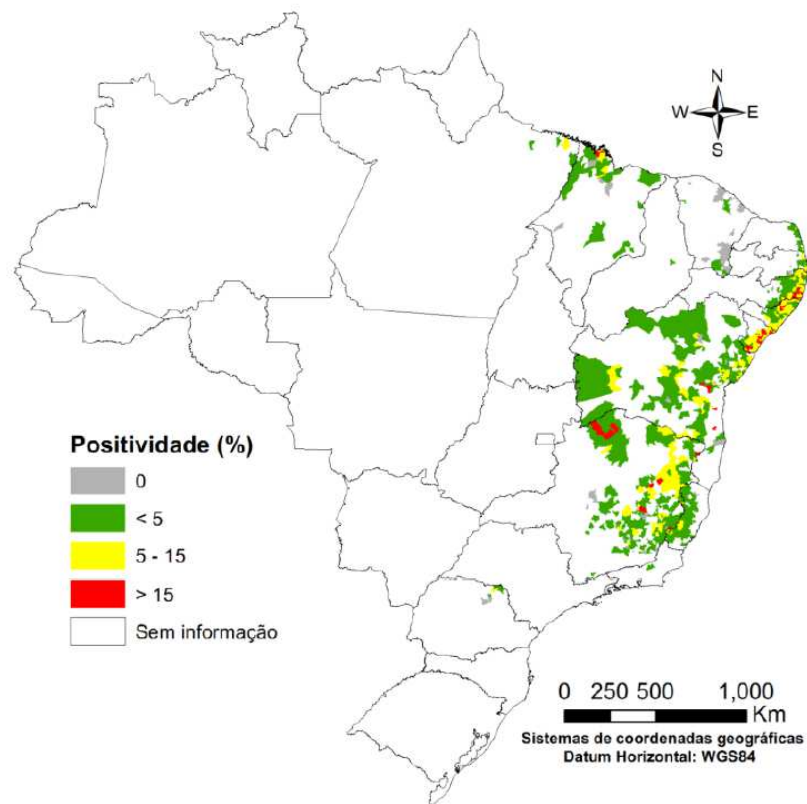 N
W E
S
Positividade (%)
0
< 5
5 - 15
> 15
Sem informação
0 250 500 1,000
Km
Sistemas de coordenadas geográficas
Datum Horizontal: WGS84